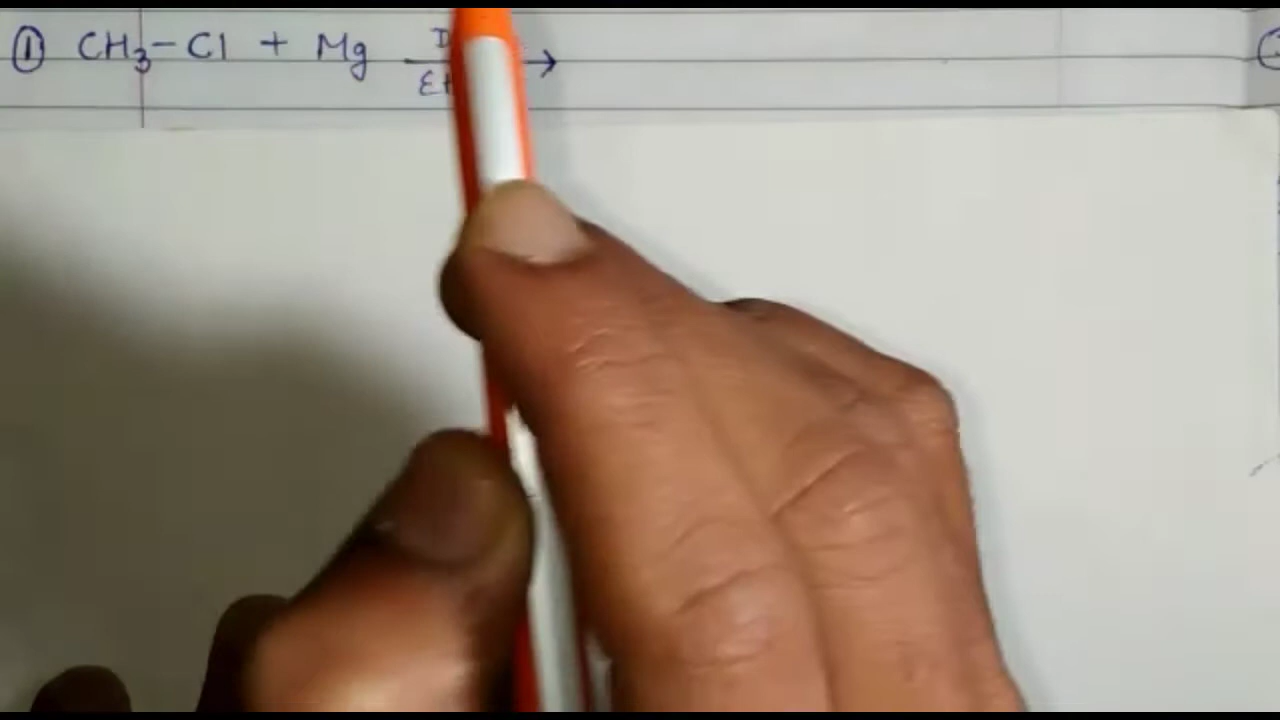 ① CH₃-Cl + Mg →